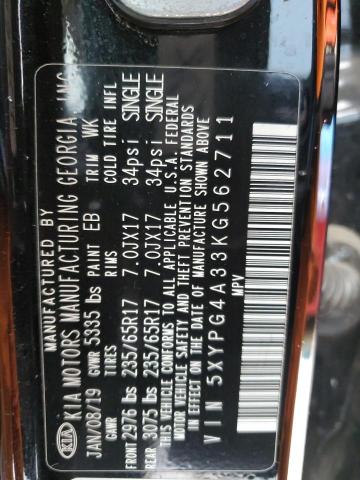 KIA KIA MOTORS MANUFACTURING GEORGIA, INC
JAN/08/19 GVWR 5335 lbs PAINT EB TRIM WK
GAWR TIRES RIMS COLD TIRE INFL
FRONT 2976 lbs 235/65R17 7.0JX17 34psi SINGLE
REAR 3075 lbs 235/65R17 7.0JX17 34psi SINGLE
THIS VEHICLE CONFORMS TO ALL APPLICABLE U.S.A. FEDERAL
MOTOR VEHICLE SAFETY AND THEFT PREVENTION STANDARDS
IN EFFECT ON THE DATE OF MANUFACTURE SHOWN ABOVE
VIN 5XYPG4A33KG562711
MPV